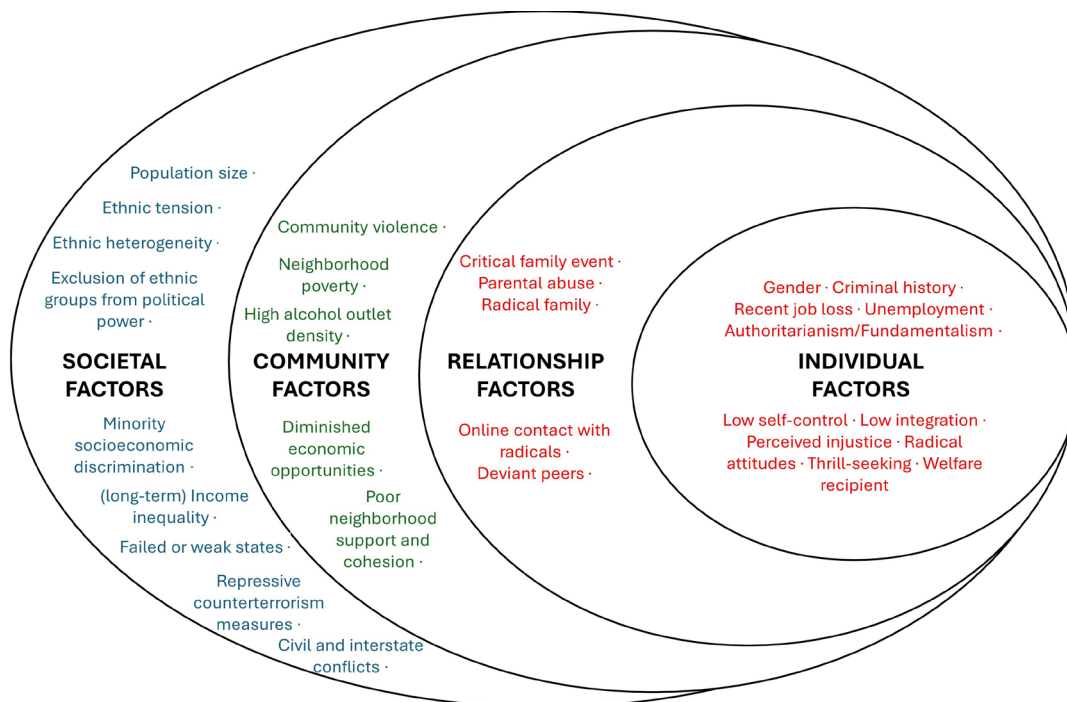 Population size ·
Ethnic tension ·
Ethnic heterogeneity ·
Exclusion of ethnic
groups from political
power ·
SOCIETAL
FACTORS
Minority
socioeconomic
discrimination ·
(long-term) Income
inequality ·
Failed or weak states ·
Repressive
counterterrorism
measures ·
Civil and interstate
conflicts ·
Community violence ·
Neighborhood
poverty ·
High alcohol outlet
density ·
COMMUNITY
FACTORS
Diminished
economic
opportunities ·
Poor
neighborhood
support and
cohesion ·
Critical family event ·
Parental abuse ·
Radical family ·
RELATIONSHIP
FACTORS
Online contact with
radicals ·
Deviant peers ·
Gender · Criminal history ·
Recent job loss · Unemployment ·
Authoritarianism/Fundamentalism ·
INDIVIDUAL
FACTORS
Low self-control · Low integration ·
Perceived injustice · Radical
attitudes · Thrill-seeking · Welfare
recipient